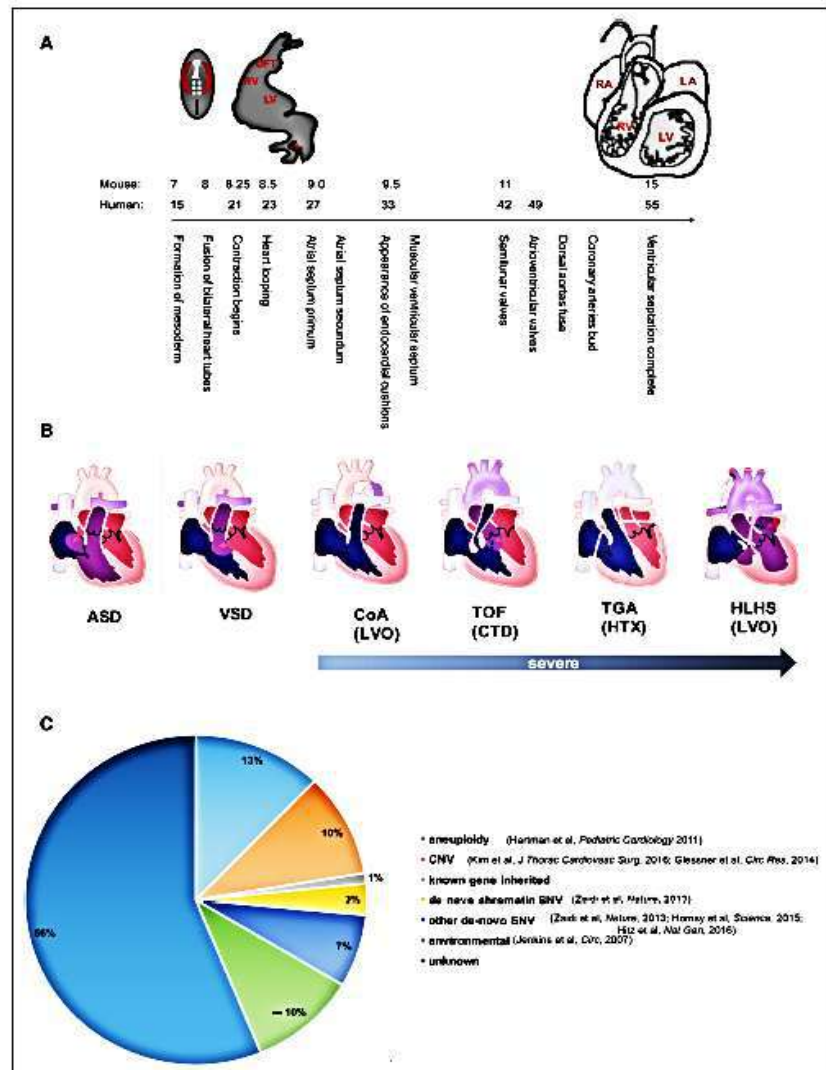 A
OFT
RV
LV
RA
LA
RV
LV
Mouse: 7 8 8.25 8.5 9.0 9.5 11 15
Human: 15 21 23 27 33 42 49 55
Formation of mesoderm
Fusion of bilateral heart tubes
Contraction begins
Heart looping
Atrial septum primum
Atrial septum secundum
Appearance of endocardial cushions
Muscular ventricular septum
Semilunar valves
Atrioventricular valves
Dorsal aortas fuse
Coronary arteries bud
Ventricular septation complete
B
ASD
VSD
CoA
(LVO)
TOF
(CTD)
TGA
(HTX)
HLHS
(LVO)
severe
C
13%
10%
1%
3%
7%
10%
56%
• aneuploidy (Hartman et al, Pediatric Cardiology 2011)
• CNV (Kim et al, J Thorac Cardiovasc Surg, 2016; Glessner et al, Circ Res, 2014)
• known gene inherited
• de novo chromatin SNV (Zaidi et al, Nature, 2013)
• other de-novo SNV (Zaidi et al, Nature, 2013; Homsy et al, Science, 2015;
Hitz et al, Nat Gen, 2016)
• environmental (Jenkins et al, Circ, 2007)
• unknown